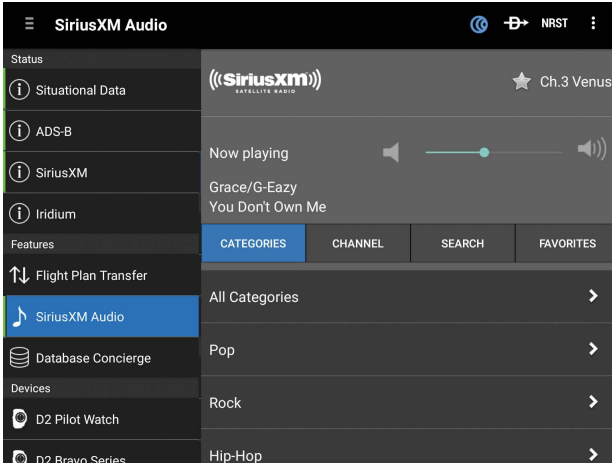 SiriusXM Audio
NRST
Status
Situational Data
ADS-B
SiriusXM
Iridium
Features
Flight Plan Transfer
SiriusXM Audio
Database Concierge
Devices
D2 Pilot Watch
D2 Bravo Series
((SiriusXM))
SATELLITE RADIO
Ch.3 Venus
Now playing
Grace/G-Eazy
You Don't Own Me
CATEGORIES
CHANNEL
SEARCH
FAVORITES
All Categories
Pop
Rock
Hip-Hop